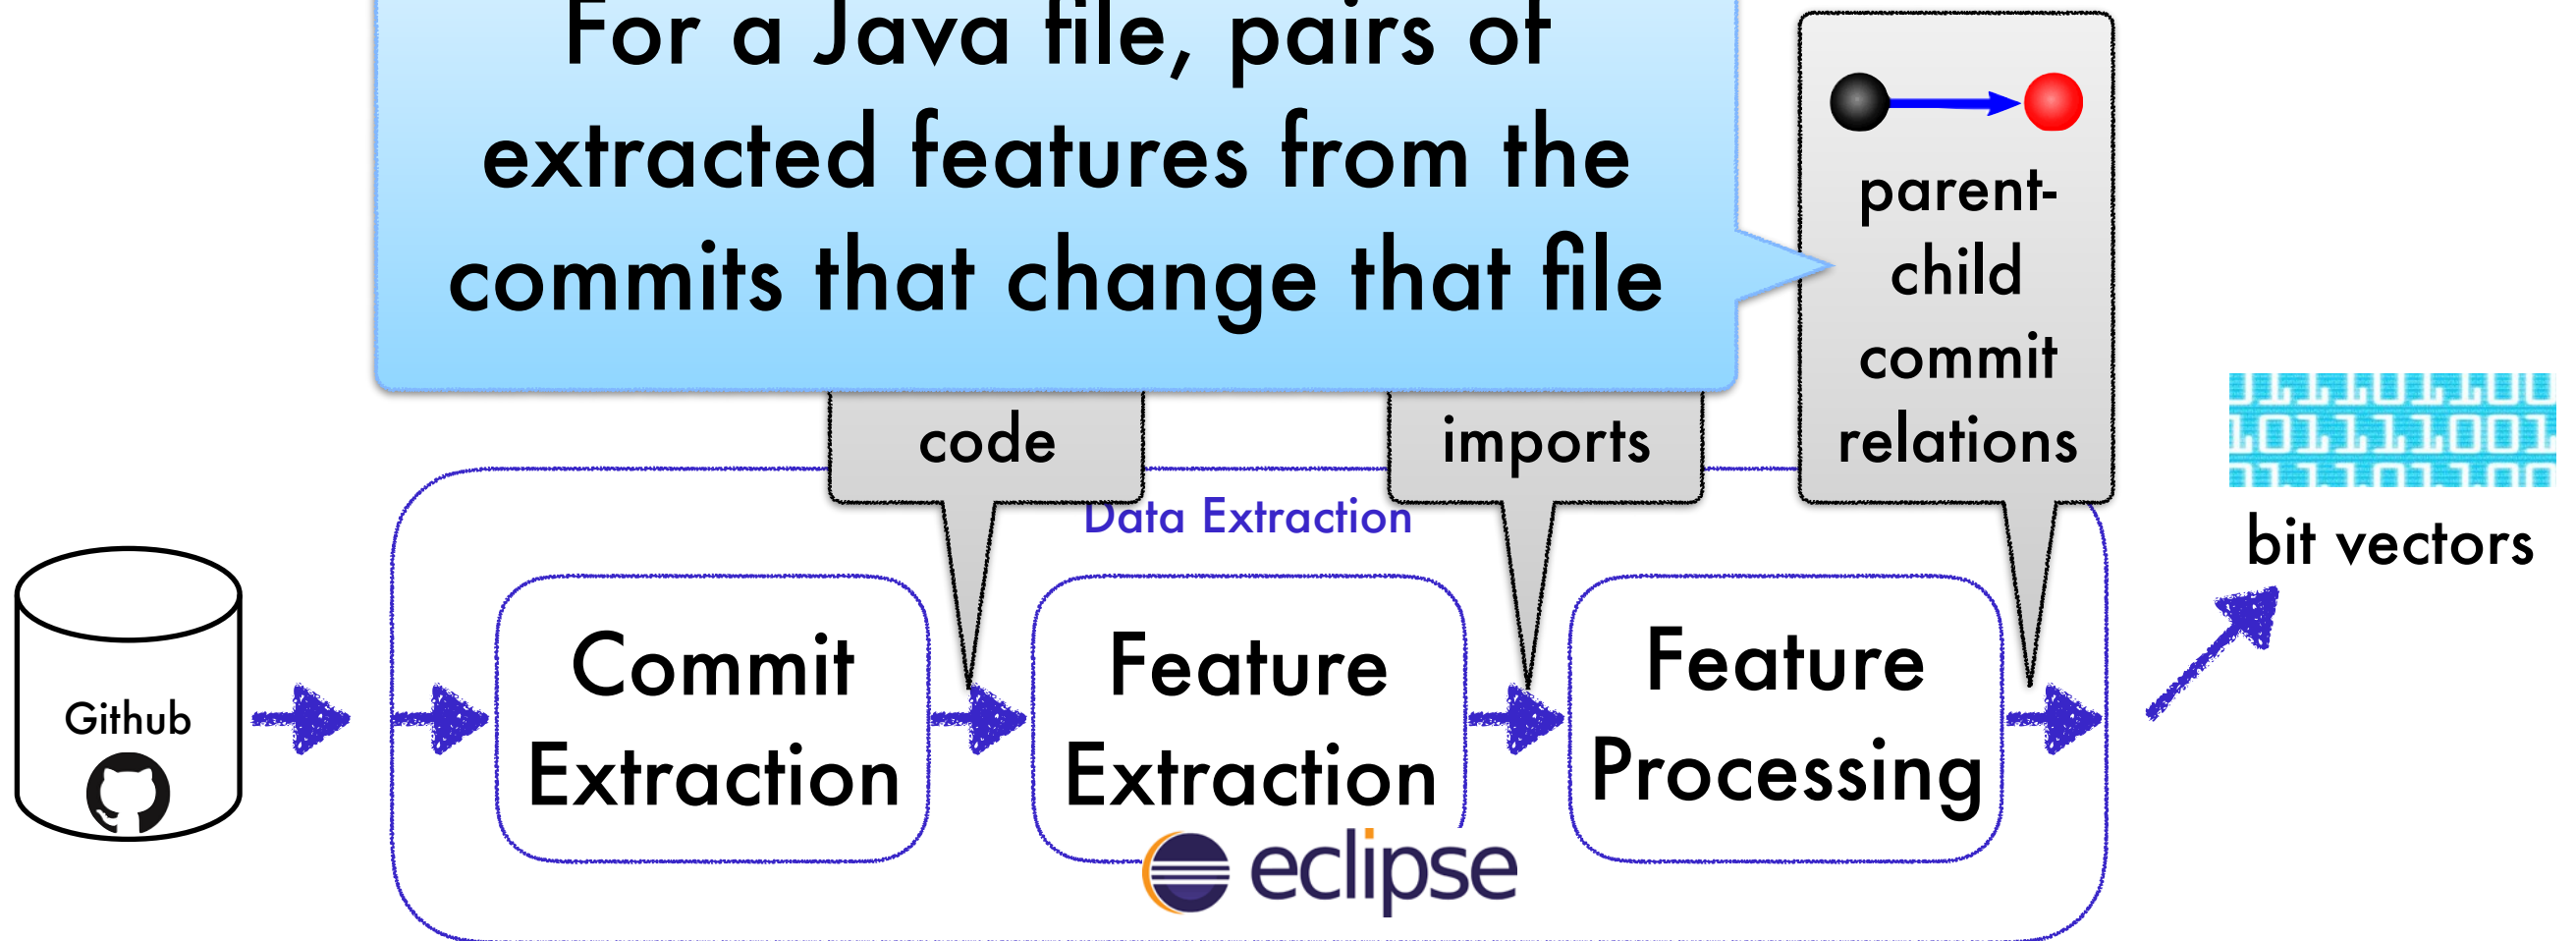 For a Java file, pairs of
extracted features from the
commits that change that file
parent-
child
commit
relations
code
imports
Data Extraction
bit vectors
Github
Commit
Extraction
Feature
Extraction
Feature
Processing
eclipse